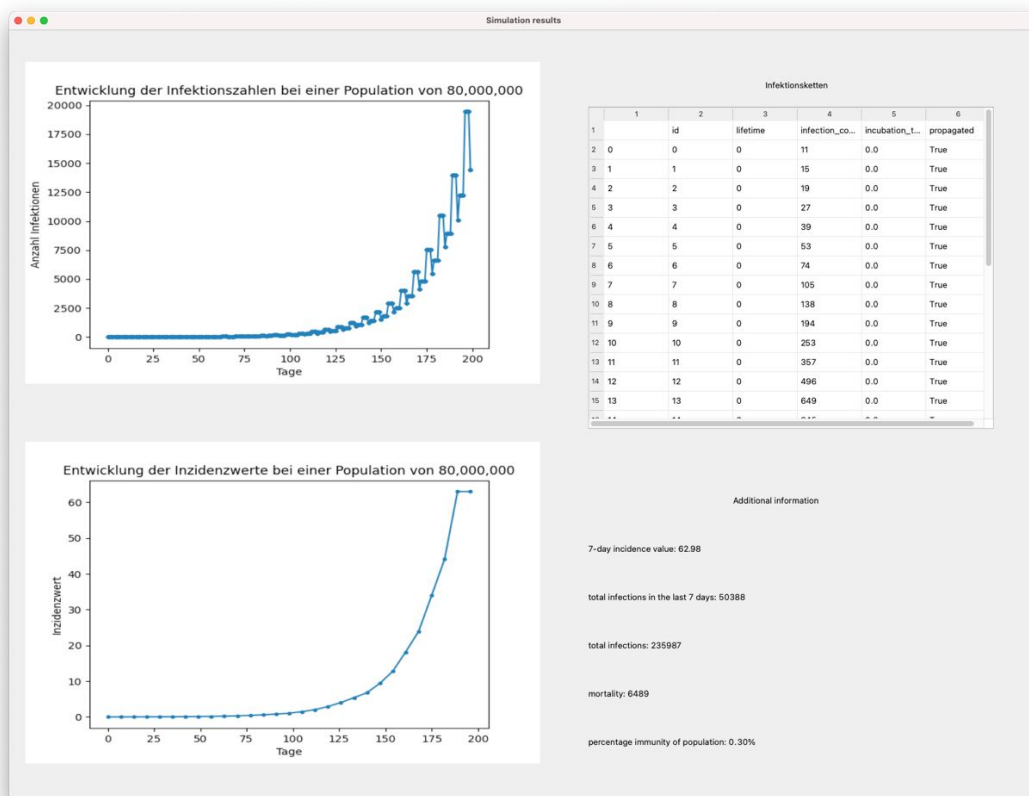 Simulation results
Entwicklung der Infektionszahlen bei einer Population von 80,000,000
20000
17500
15000
12500
10000
7500
5000
2500
0
Anzahl Infektionen
0 25 50 75 100 125 150 175 200
Tage
Infektionsketten
1 2 3 4 5 6
1 id lifetime infection_co... incubation_t... propagated
2 0 0 0 11 0.0 True
3 1 1 0 15 0.0 True
4 2 2 0 19 0.0 True
5 3 3 0 27 0.0 True
6 4 4 0 39 0.0 True
7 5 5 0 53 0.0 True
8 6 6 0 74 0.0 True
9 7 7 0 105 0.0 True
10 8 8 0 138 0.0 True
11 9 9 0 194 0.0 True
12 10 10 0 253 0.0 True
13 11 11 0 357 0.0 True
14 12 12 0 496 0.0 True
15 13 13 0 649 0.0 True
Entwicklung der Inzidenzwerte bei einer Population von 80,000,000
60
50
40
30
20
10
0
Inzidenzwert
0 25 50 75 100 125 150 175 200
Tage
Additional information
7-day incidence value: 62.98
total infections in the last 7 days: 50388
total infections: 235987
mortality: 6489
percentage immunity of population: 0.30%